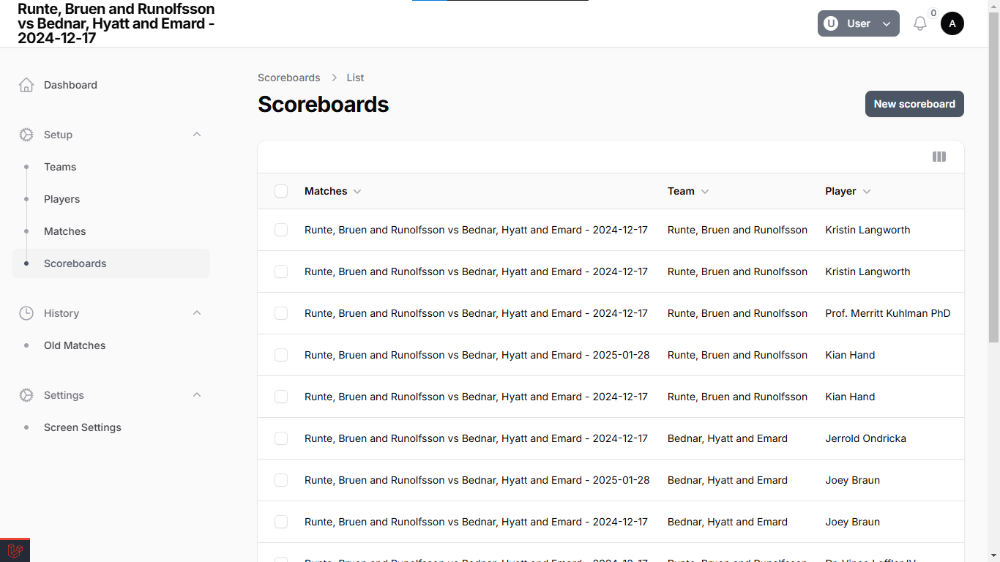 Runte, Bruen and Runolfsson
vs Bednar, Hyatt and Emard -
2024-12-17
U User
0
A
Dashboard
Setup
Teams
Players
Matches
Scoreboards
History
Old Matches
Settings
Screen Settings
Scoreboards > List
Scoreboards
New scoreboard
Matches Team Player
Runte, Bruen and Runolfsson vs Bednar, Hyatt and Emard - 2024-12-17 Runte, Bruen and Runolfsson Kristin Langworth
Runte, Bruen and Runolfsson vs Bednar, Hyatt and Emard - 2024-12-17 Runte, Bruen and Runolfsson Kristin Langworth
Runte, Bruen and Runolfsson vs Bednar, Hyatt and Emard - 2024-12-17 Runte, Bruen and Runolfsson Prof. Merritt Kuhlman PhD
Runte, Bruen and Runolfsson vs Bednar, Hyatt and Emard - 2025-01-28 Runte, Bruen and Runolfsson Kian Hand
Runte, Bruen and Runolfsson vs Bednar, Hyatt and Emard - 2024-12-17 Runte, Bruen and Runolfsson Kian Hand
Runte, Bruen and Runolfsson vs Bednar, Hyatt and Emard - 2024-12-17 Bednar, Hyatt and Emard Jerrold Ondricka
Runte, Bruen and Runolfsson vs Bednar, Hyatt and Emard - 2025-01-28 Bednar, Hyatt and Emard Joey Braun
Runte, Bruen and Runolfsson vs Bednar, Hyatt and Emard - 2024-12-17 Bednar, Hyatt and Emard Joey Braun